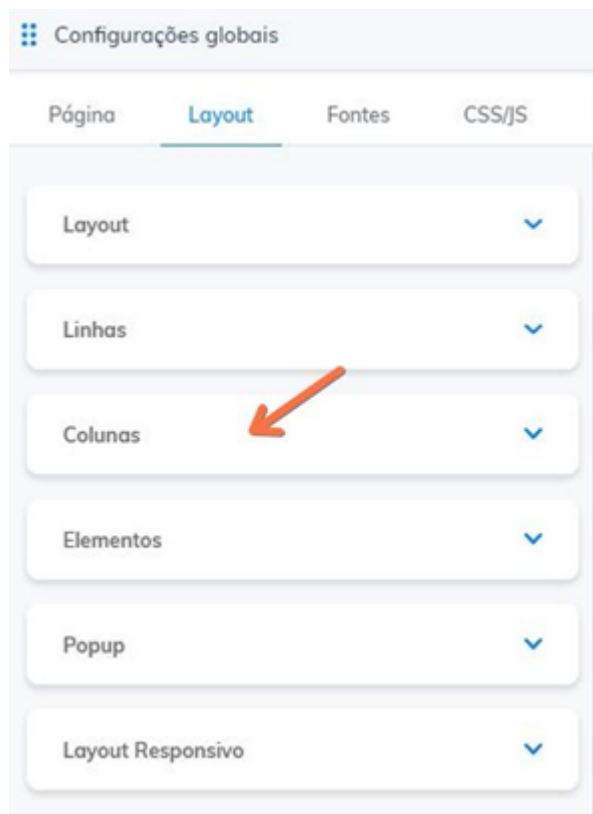 Configurações globais
Página Layout Fontes CSS/JS
Layout
Linhas
Colunas
Elementos
Popup
Layout Responsivo